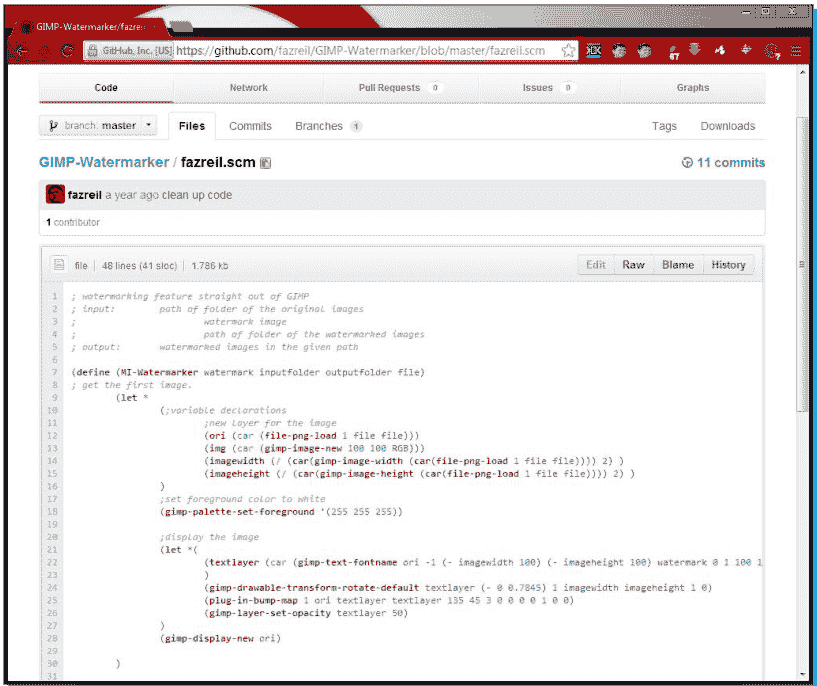 GIMP-Watermarker/fazrei
GitHub, Inc. [US] https://github.com/fazreil/GIMP-Watermarker/blob/master/fazreil.scm
67
?
Code Network Pull Requests 0 Issues 0 Graphs
branch: master Files Commits Branches 1 Tags Downloads
GIMP-Watermarker / fazreil.scm 11 commits
fazreil a year ago clean up code
1 contributor
file 48 lines (41 sloc) 1.786 kb Edit Raw Blame History
1 ; watermarking feature straight out of GIMP
2 ; input: path of folder of the original images
3 ; watermark image
4 ; path of folder of the watermarked images
5 ; output: watermarked images in the given path
6
7 (define (MI-Watermarker watermark inputfolder outputfolder file)
8 ; get the first image.
9 (let *
10 (;variable declarations
11 ;new layer for the image
12 (ori (car (file-png-load 1 file file)))
13 (img (car (gimp-image-new 100 100 RGB)))
14 (imagewidth (/ (car(gimp-image-width (car(file-png-load 1 file file)))) 2) )
15 (imageheight (/ (car(gimp-image-height (car(file-png-load 1 file file)))) 2) )
16 )
17 ;set foreground color to white
18 (gimp-palette-set-foreground '(255 255 255))
19
20 ;display the image
21 (let *(
22 (textlayer (car (gimp-text-fontname ori -1 (- imagewidth 100) (- imageheight 100) watermark 0 1 100 1
23 )
24 (gimp-drawable-transform-rotate-default textlayer (- 0 0.7845) 1 imagewidth imageheight 1 0)
25 (plug-in-bump-map 1 ori textlayer textlayer 135 45 3 0 0 0 0 1 0 0)
26 (gimp-layer-set-opacity textlayer 50)
27 )
28 (gimp-display-new ori)
29
30 )
31